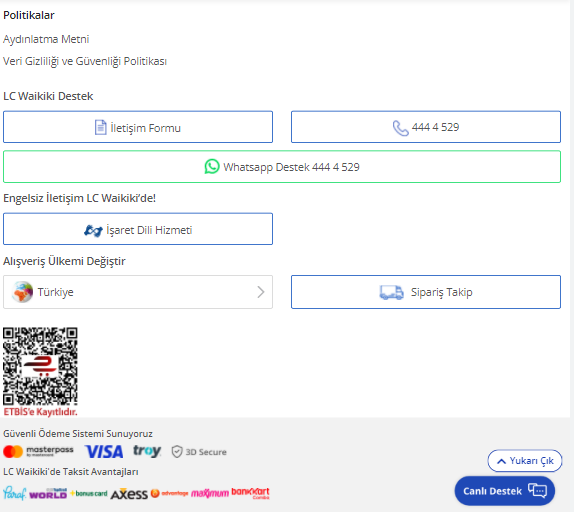 Politikalar
Aydınlatma Metni
Veri Gizliliği ve Güvenliği Politikası
LC Waikiki Destek
İletişim Formu
444 4 529
Whatsapp Destek 444 4 529
Engelsiz İletişim LC Waikiki'de!
İşaret Dili Hizmeti
Alışveriş Ülkemi Değiştir
Türkiye
Sipariş Takip
ETBİS'e Kayıtlıdır.
Güvenli Ödeme Sistemi Sunuyoruz
masterpass VISA troy 3D Secure
Yukarı Çık
LC Waikiki'de Taksit Avantajları
Paraf WORLD bonuscard AXESS advantage maximum bankkart
Canlı Destek